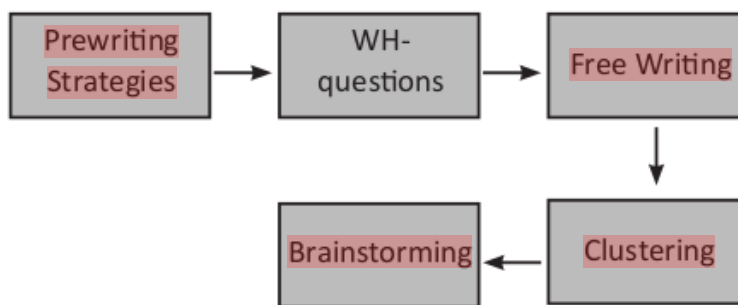 Prewriting
Strategies
WH-
questions
Free Writing
Clustering
Brainstorming